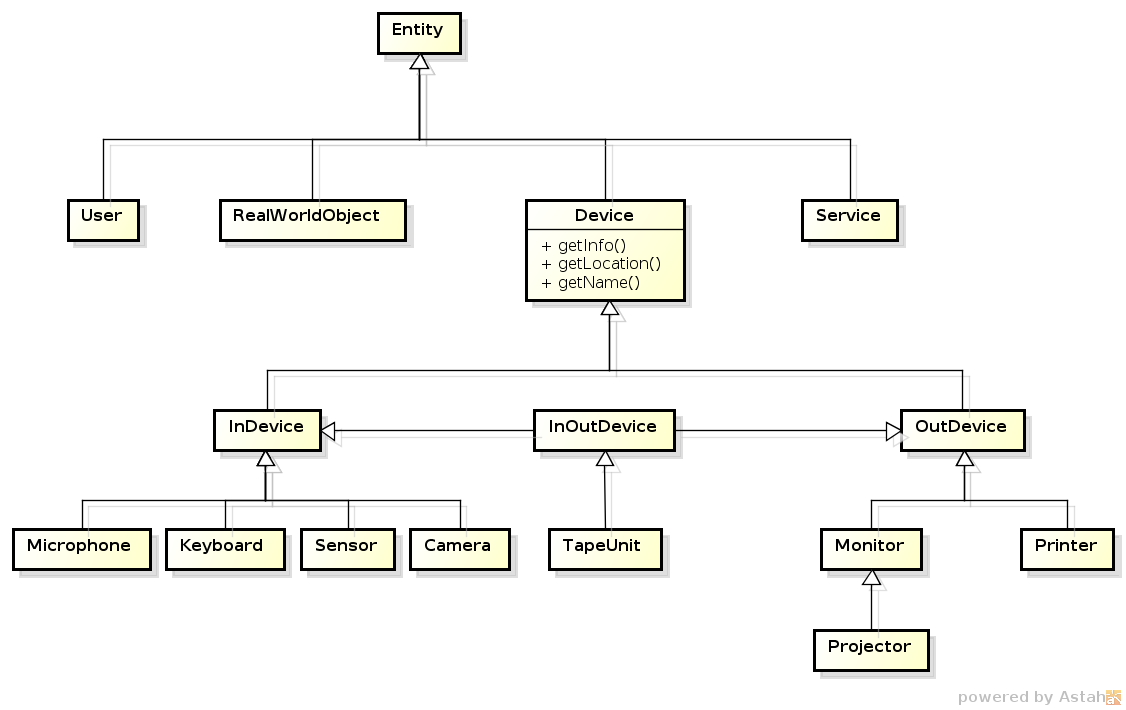 Entity
User
RealWorldObject
Device
Service
+ getInfo()
+ getLocation()
+ getName()
InDevice
InOutDevice
OutDevice
Microphone
Keyboard
Sensor
Camera
TapeUnit
Monitor
Printer
Projector
powered by Astah